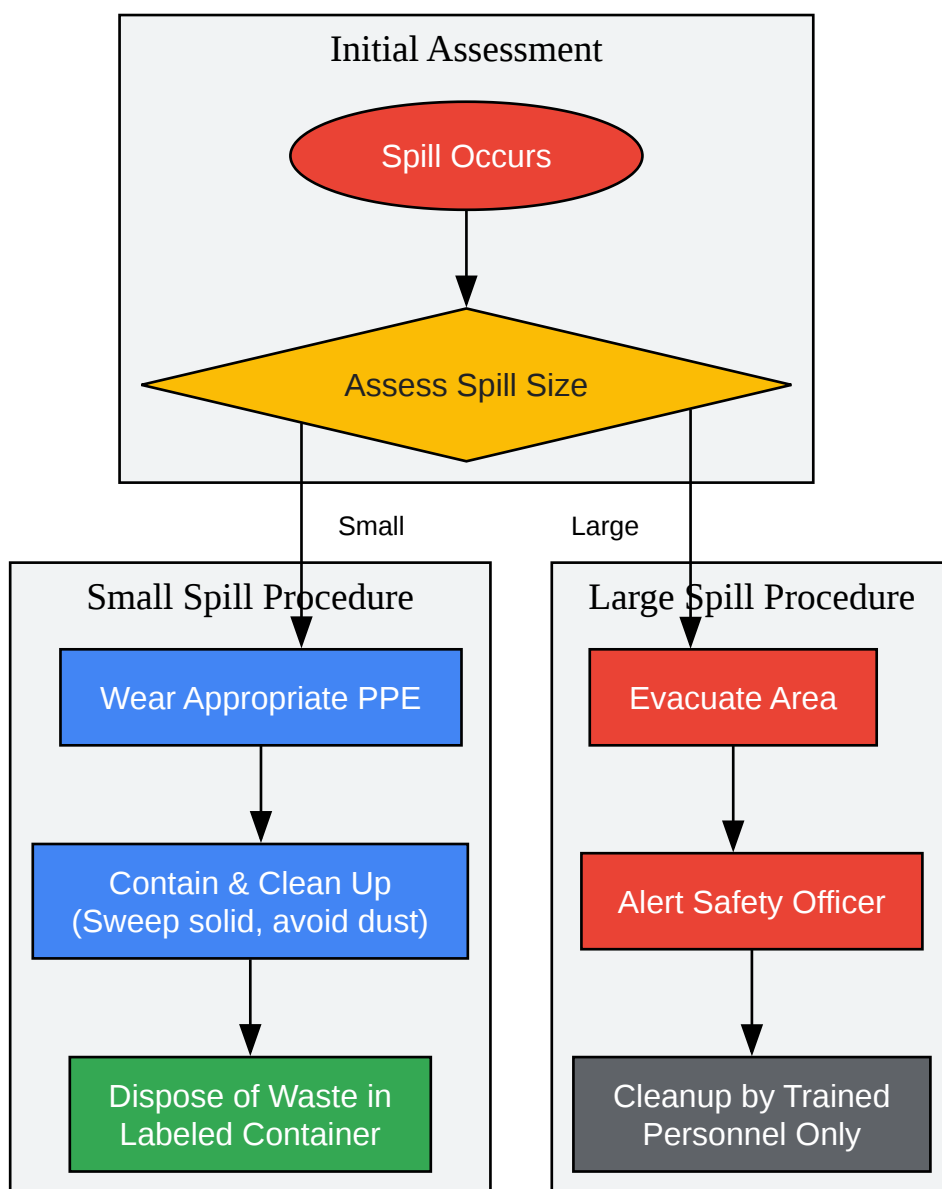 Initial Assessment
Spill Occurs
Assess Spill Size
Small
Large
Small Spill Procedure
Wear Appropriate PPE
Contain & Clean Up
(Sweep solid, avoid dust)
Dispose of Waste in
Labeled Container
Large Spill Procedure
Evacuate Area
Alert Safety Officer
Cleanup by Trained
Personnel Only